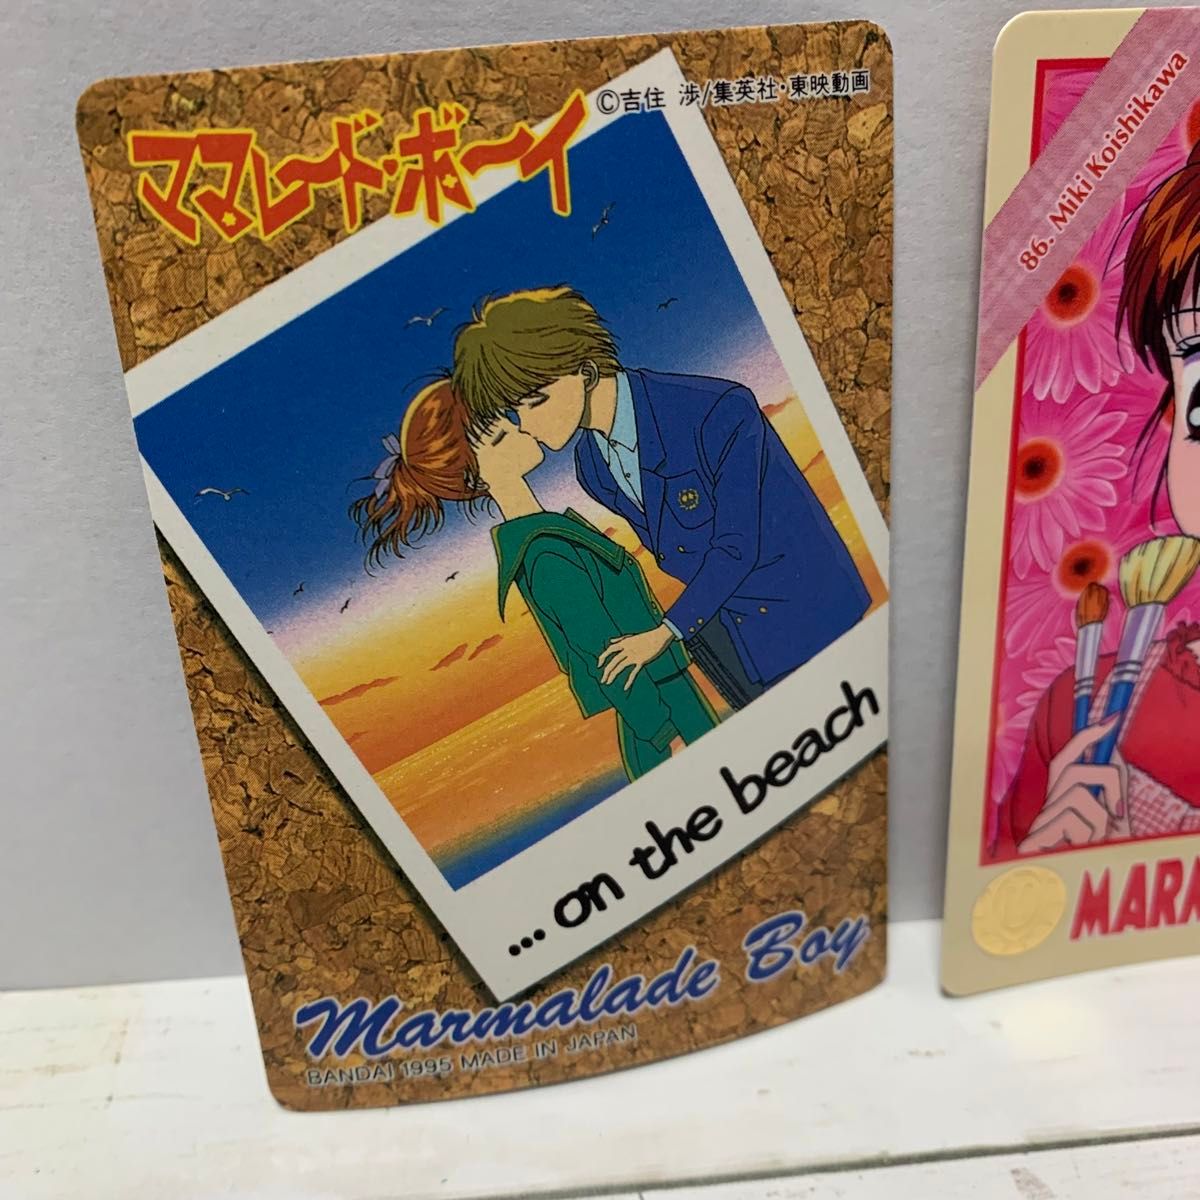 ©吉住 渉/集英社・東映動画
ママレード・ボーイ
... on the beach
Marmalade Boy
BANDAI 1995 MADE IN JAPAN
86. Miki Koishikawa